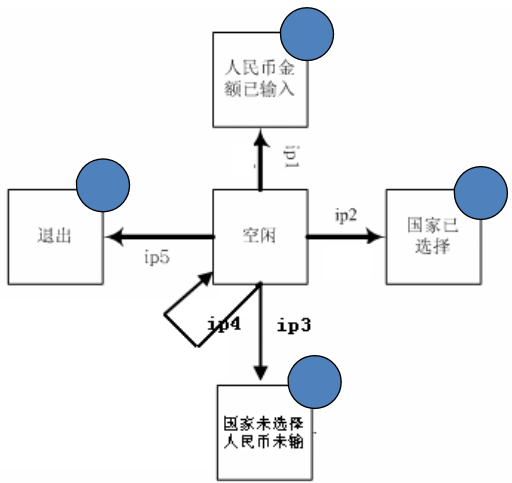 人民币金
额已输入
ip1
退出
空闲
ip2
国家已
选择
ip5
ip4
ip3
国家未选择
人民币未输